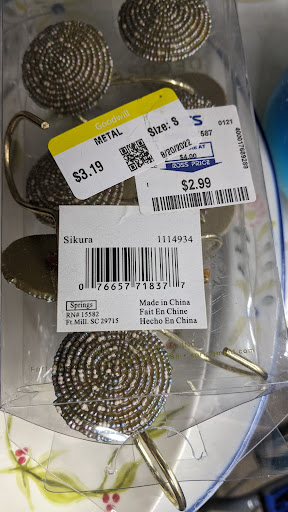 Goodwill
METAL
$3.19
Size: S
8/20/2022
587
0121
$4.00
ROSS PRICE
$2.99
Sikura 1114934
0 76657 71837 7
Springs
RN# 15582
Ft Mill. SC 29715
Made in China
Fait En Chine
Hecho En China